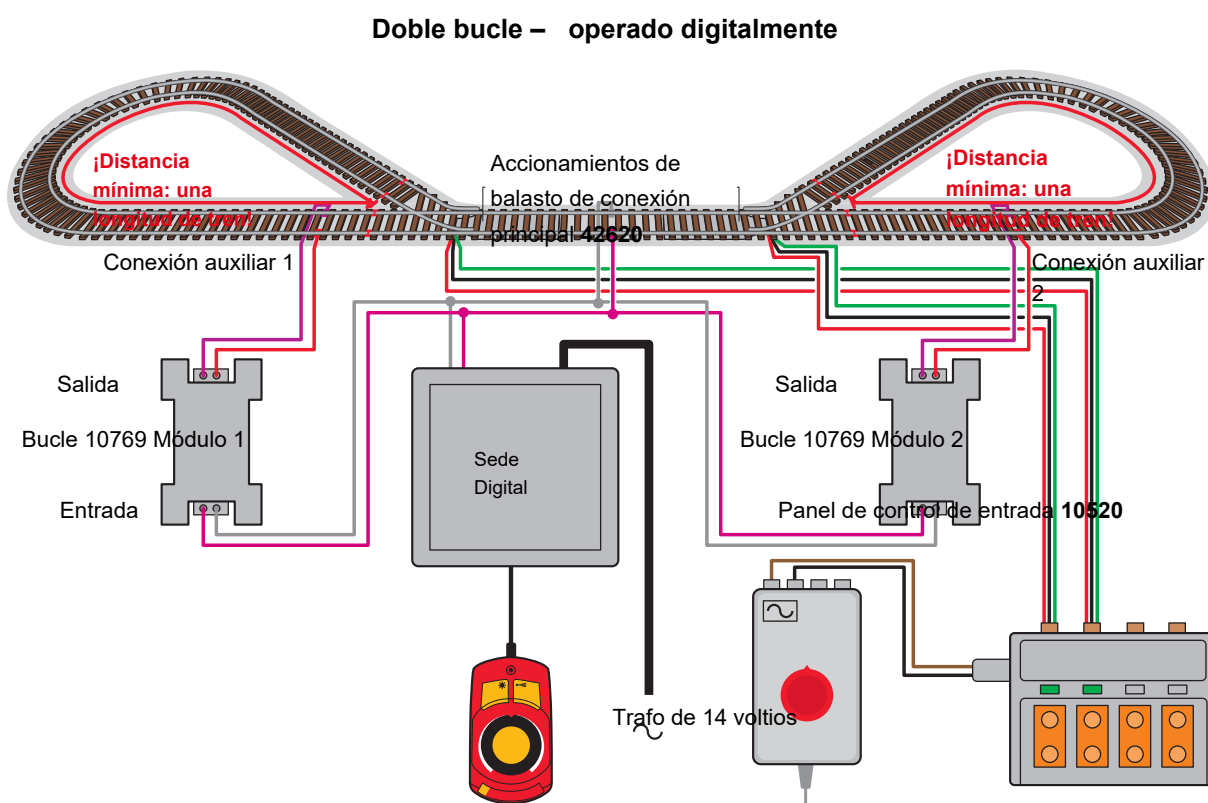 Doble bucle – operado digitalmente
¡Distancia
mínima: una
longitud de tren!
Accionamientos de
balasto de conexión
principal 42620
¡Distancia
mínima: una
longitud de tren!
Conexión auxiliar 1
Conexión auxiliar
2
Salida
Bucle 10769 Módulo 1
Entrada
Sede
Digital
Salida
Bucle 10769 Módulo 2
Panel de control de entrada 10520
Trafo de 14 voltios